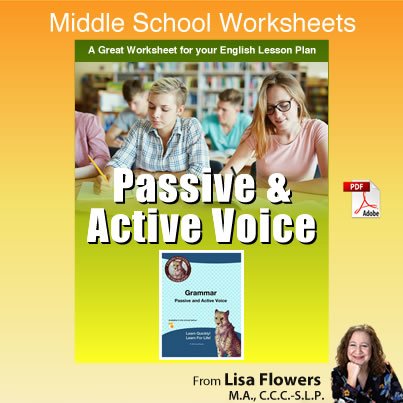 Middle School Worksheets
A Great Worksheet for your English Lesson Plan
Passive &
Active Voice
PDF
Adobe
Grammar
Passive and Active Voice
Learn Quickly!
Learn For Life!
From Lisa Flowers
M.A., C.C.C.-S.L.P.